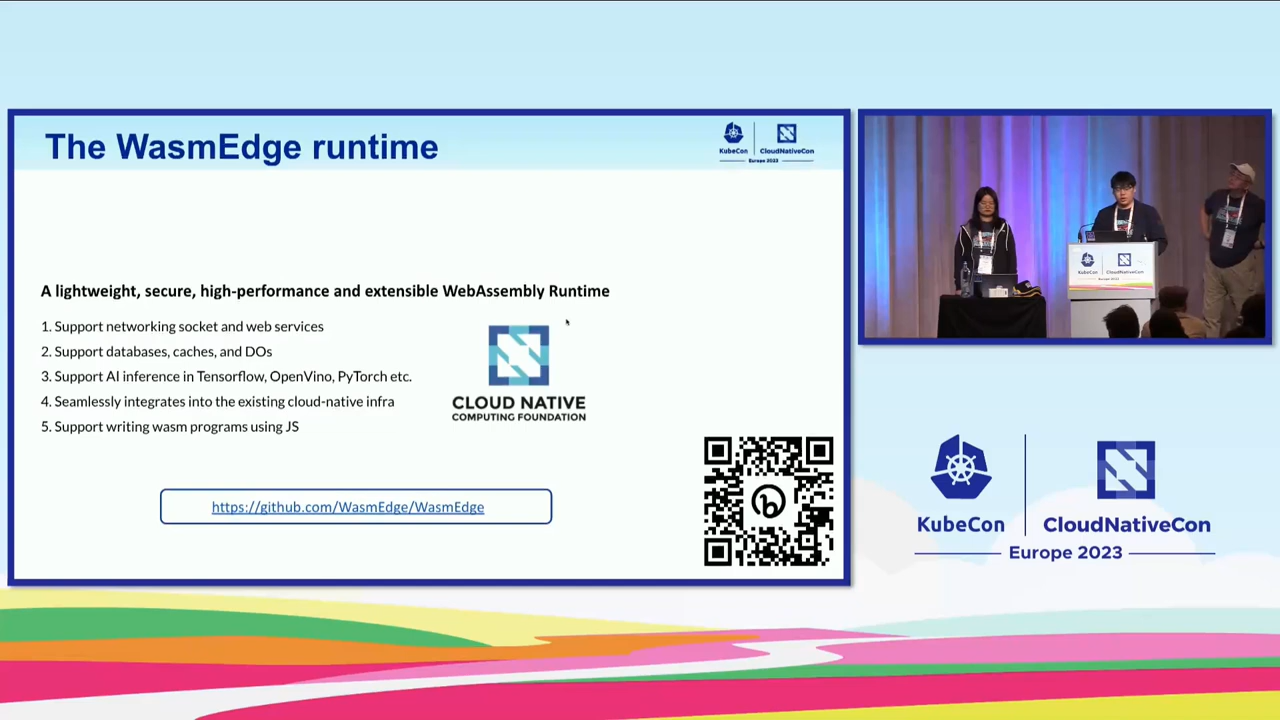 The WasmEdge runtime
KubeCon
CloudNativeCon
Europe 2023
A lightweight, secure, high-performance and extensible WebAssembly Runtime
1. Support networking socket and web services
2. Support databases, caches, and DOs
3. Support AI inference in Tensorflow, OpenVino, PyTorch etc.
4. Seamlessly integrates into the existing cloud-native infra
5. Support writing wasm programs using JS
CLOUD NATIVE
COMPUTING FOUNDATION
https://github.com/WasmEdge/WasmEdge
b
KubeCon
CloudNativeCon
KubeCon
CloudNativeCon
Europe 2023